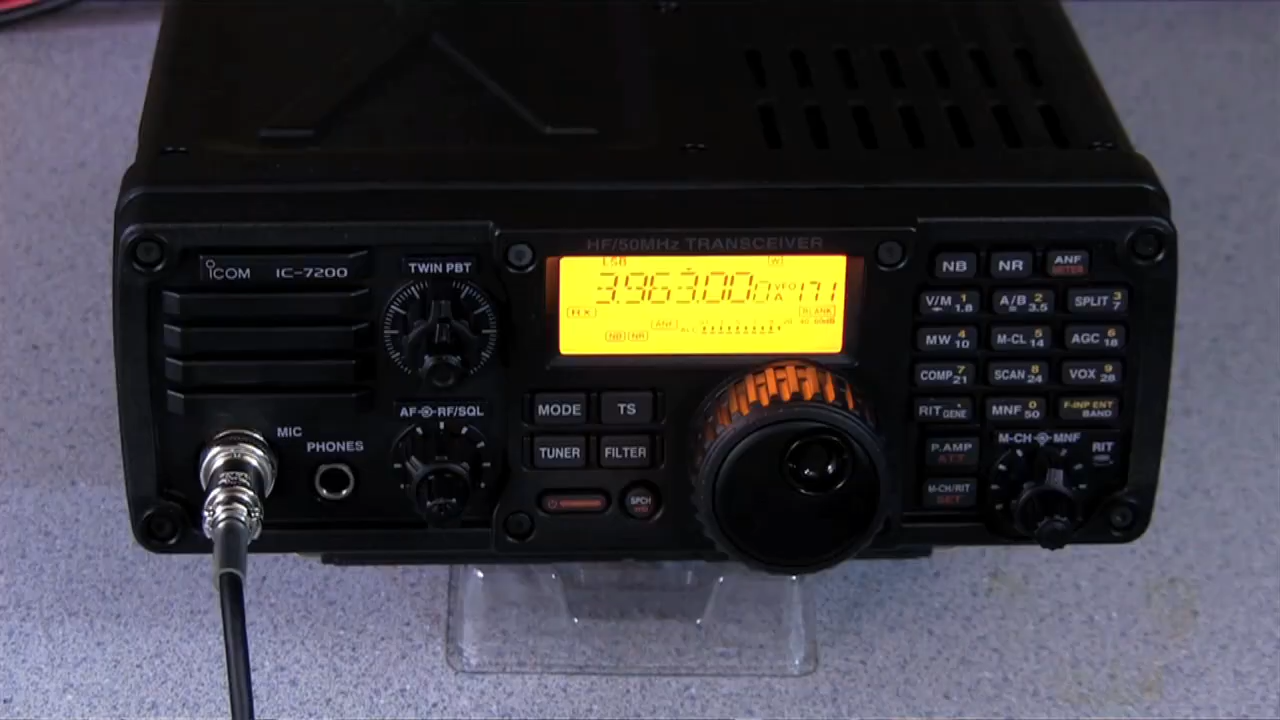 HF/50MHz TRANSCEIVER
ICOM IC-7200
TWIN PBT
LSB
W
3.963.000
VFO
A
171
RX
BLANK
ANF
NB NR
ALC
MODE
TS
TUNER
FILTER
SPCH
AF RF/SQL
MIC
PHONES
NB
NR
ANF
METER
V/M 1
1.8
A/B 2
3.5
SPLIT 3
7
MW 4
10
M-CL 5
14
AGC 6
18
COMP 7
21
SCAN 8
24
VOX 9
28
RIT .
GENE
MNF 0
50
F-INP ENT
BAND
P.AMP
ATT
M-CH MNF
RIT
M-CH/RIT
SET